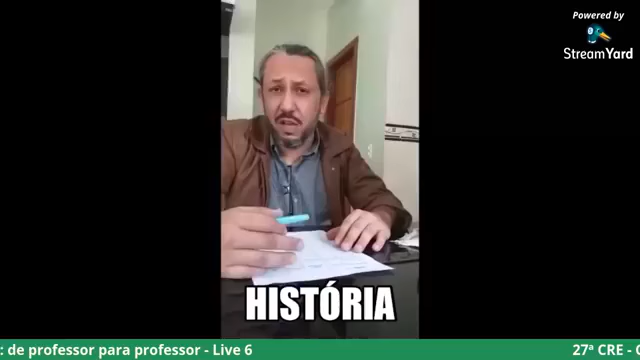 Powered by
StreamYard
HISTÓRIA
: de professor para professor - Live 6
27ª CRE -